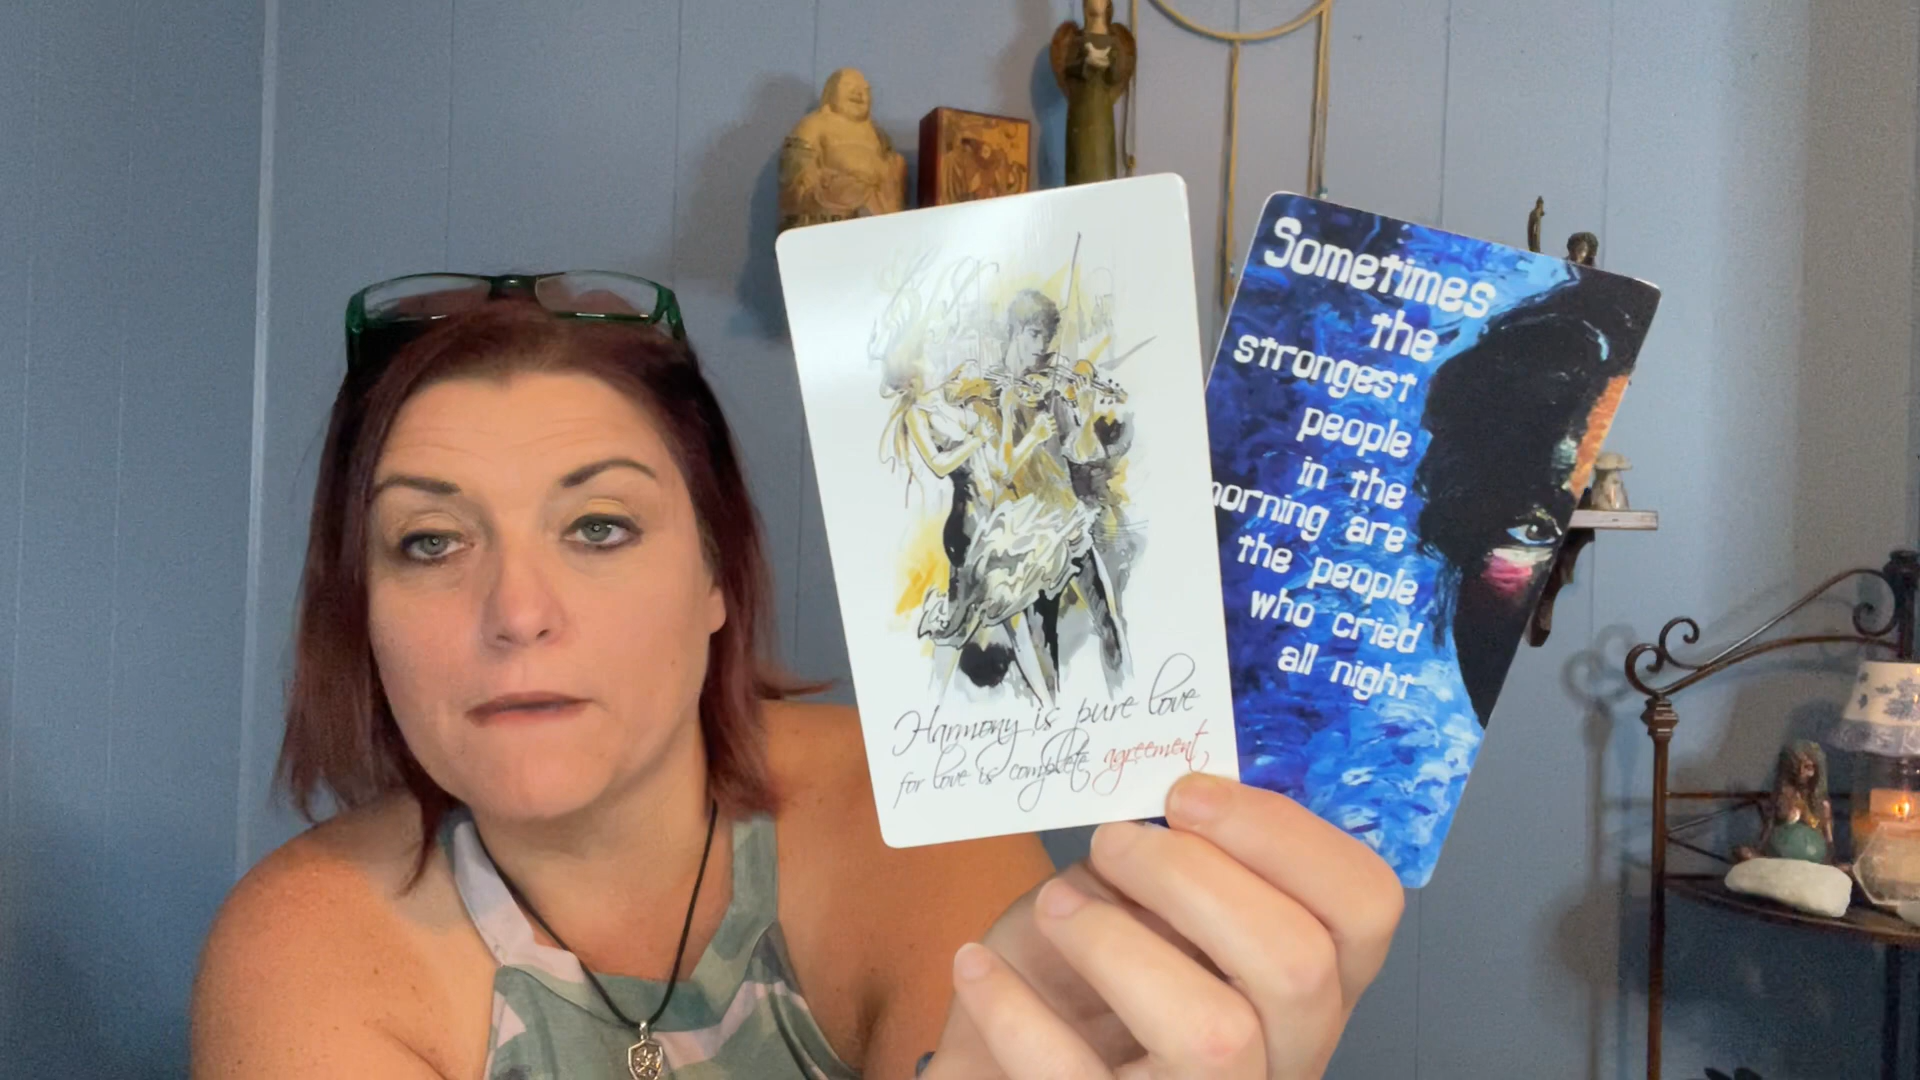 Harmony is pure love
for love is complete agreement
Sometimes
the
strongest
people
in the
morning are
the people
who cried
all night